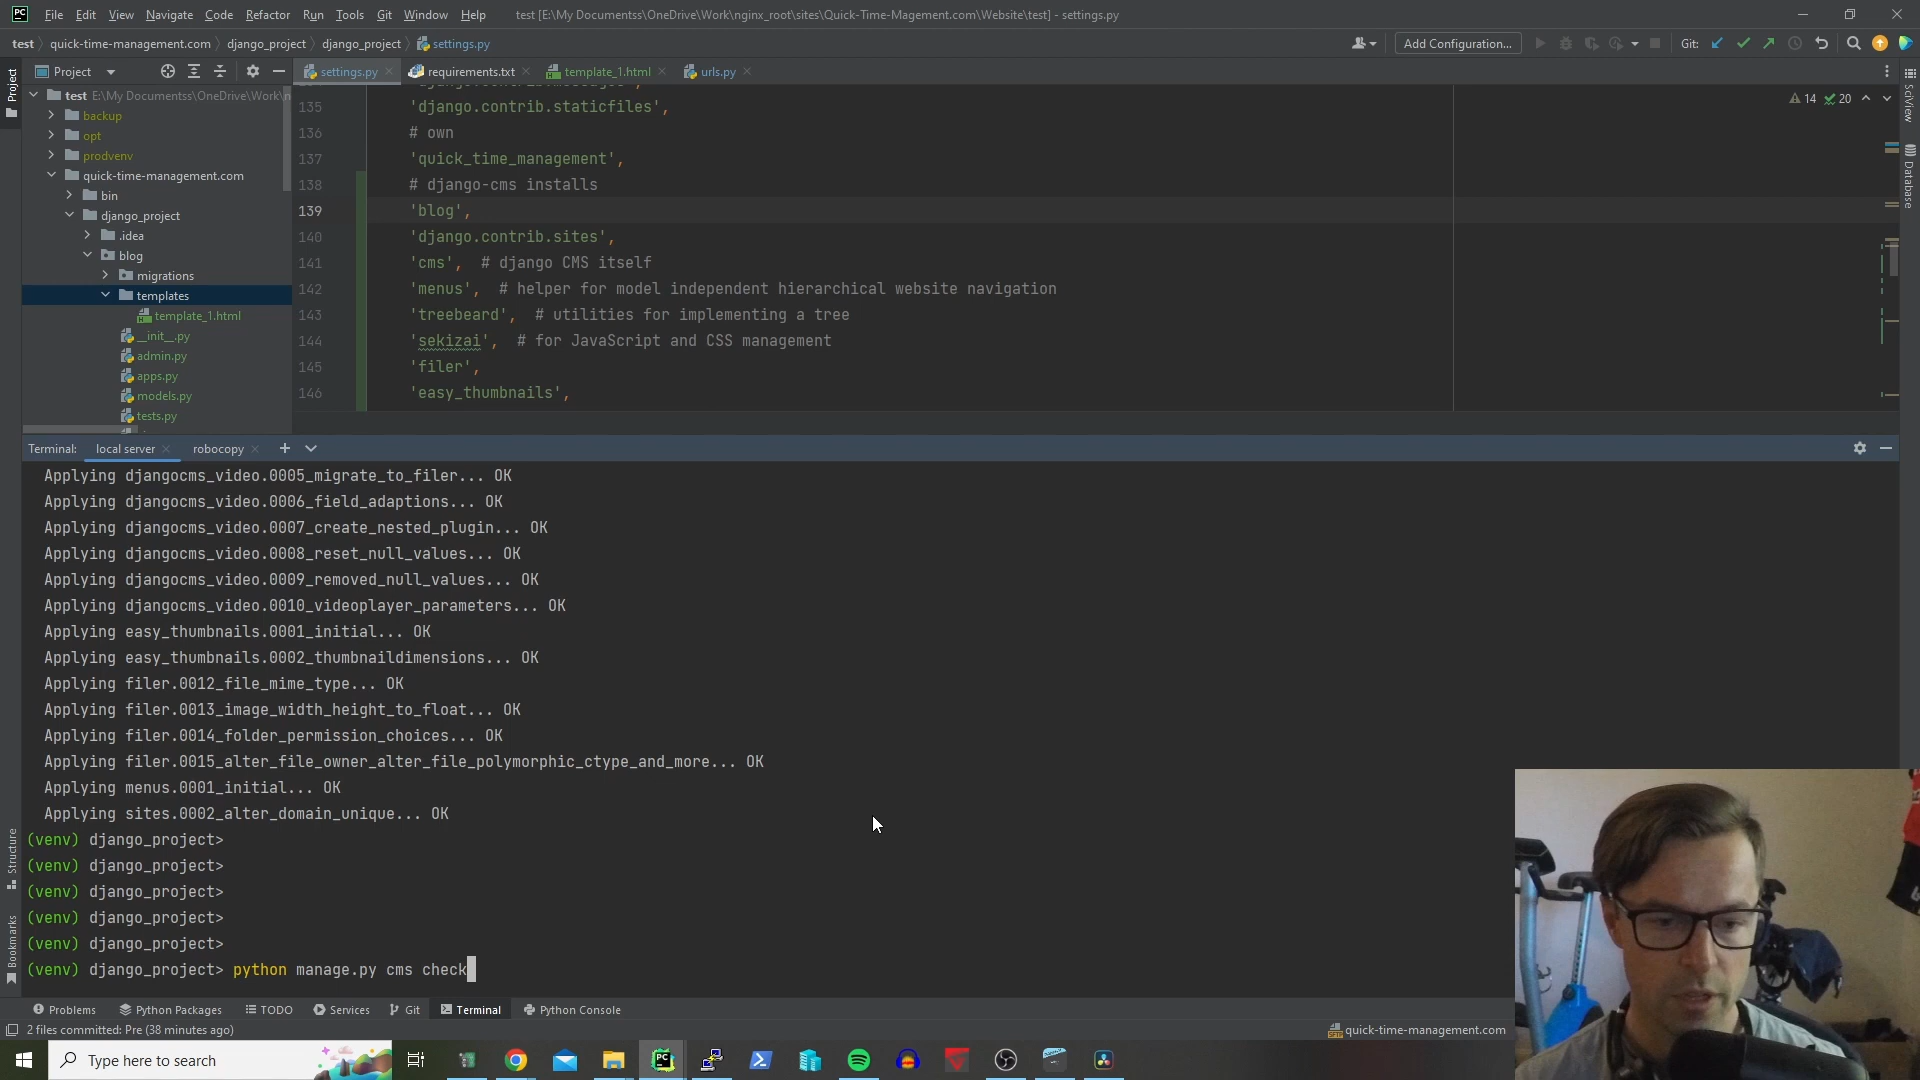 File Edit View Navigate Code Refactor Run Tools Git Window Help test [E:\My Documentss\OneDrive\Work\nginx_root\sites\Quick-Time-Magement.com\Website\test] - settings.py
test quick-time-management.com django_project django_project settings.py Add Configuration... Git:
Project
settings.py requirements.txt template_1.html urls.py
test E:\My Documentss\OneDrive\Work\n
backup
opt
prodvenv
quick-time-management.com
bin
django_project
.idea
blog
migrations
templates
template_1.html
__init__.py
admin.py
apps.py
models.py
tests.py
14 20
'django.contrib.messages',
135 'django.contrib.staticfiles',
136 # own
137 'quick_time_management',
138 # django-cms installs
139 'blog',
140 'django.contrib.sites',
141 'cms', # django CMS itself
142 'menus', # helper for model independent hierarchical website navigation
143 'treebeard', # utilities for implementing a tree
144 'sekizai', # for JavaScript and CSS management
145 'filer',
146 'easy_thumbnails',
Project
Structure
Bookmarks
SciView
Database
Terminal: local server robocopy
Applying djangocms_video.0005_migrate_to_filer... OK
Applying djangocms_video.0006_field_adaptions... OK
Applying djangocms_video.0007_create_nested_plugin... OK
Applying djangocms_video.0008_reset_null_values... OK
Applying djangocms_video.0009_removed_null_values... OK
Applying djangocms_video.0010_videoplayer_parameters... OK
Applying easy_thumbnails.0001_initial... OK
Applying easy_thumbnails.0002_thumbnaildimensions... OK
Applying filer.0012_file_mime_type... OK
Applying filer.0013_image_width_height_to_float... OK
Applying filer.0014_folder_permission_choices... OK
Applying filer.0015_alter_file_owner_alter_file_polymorphic_ctype_and_more... OK
Applying menus.0001_initial... OK
Applying sites.0002_alter_domain_unique... OK
(venv) django_project>
(venv) django_project>
(venv) django_project>
(venv) django_project>
(venv) django_project>
(venv) django_project> python manage.py cms check
Problems Python Packages TODO Services Git Terminal Python Console
2 files committed: Pre (38 minutes ago) quick-time-management.com
Type here to search